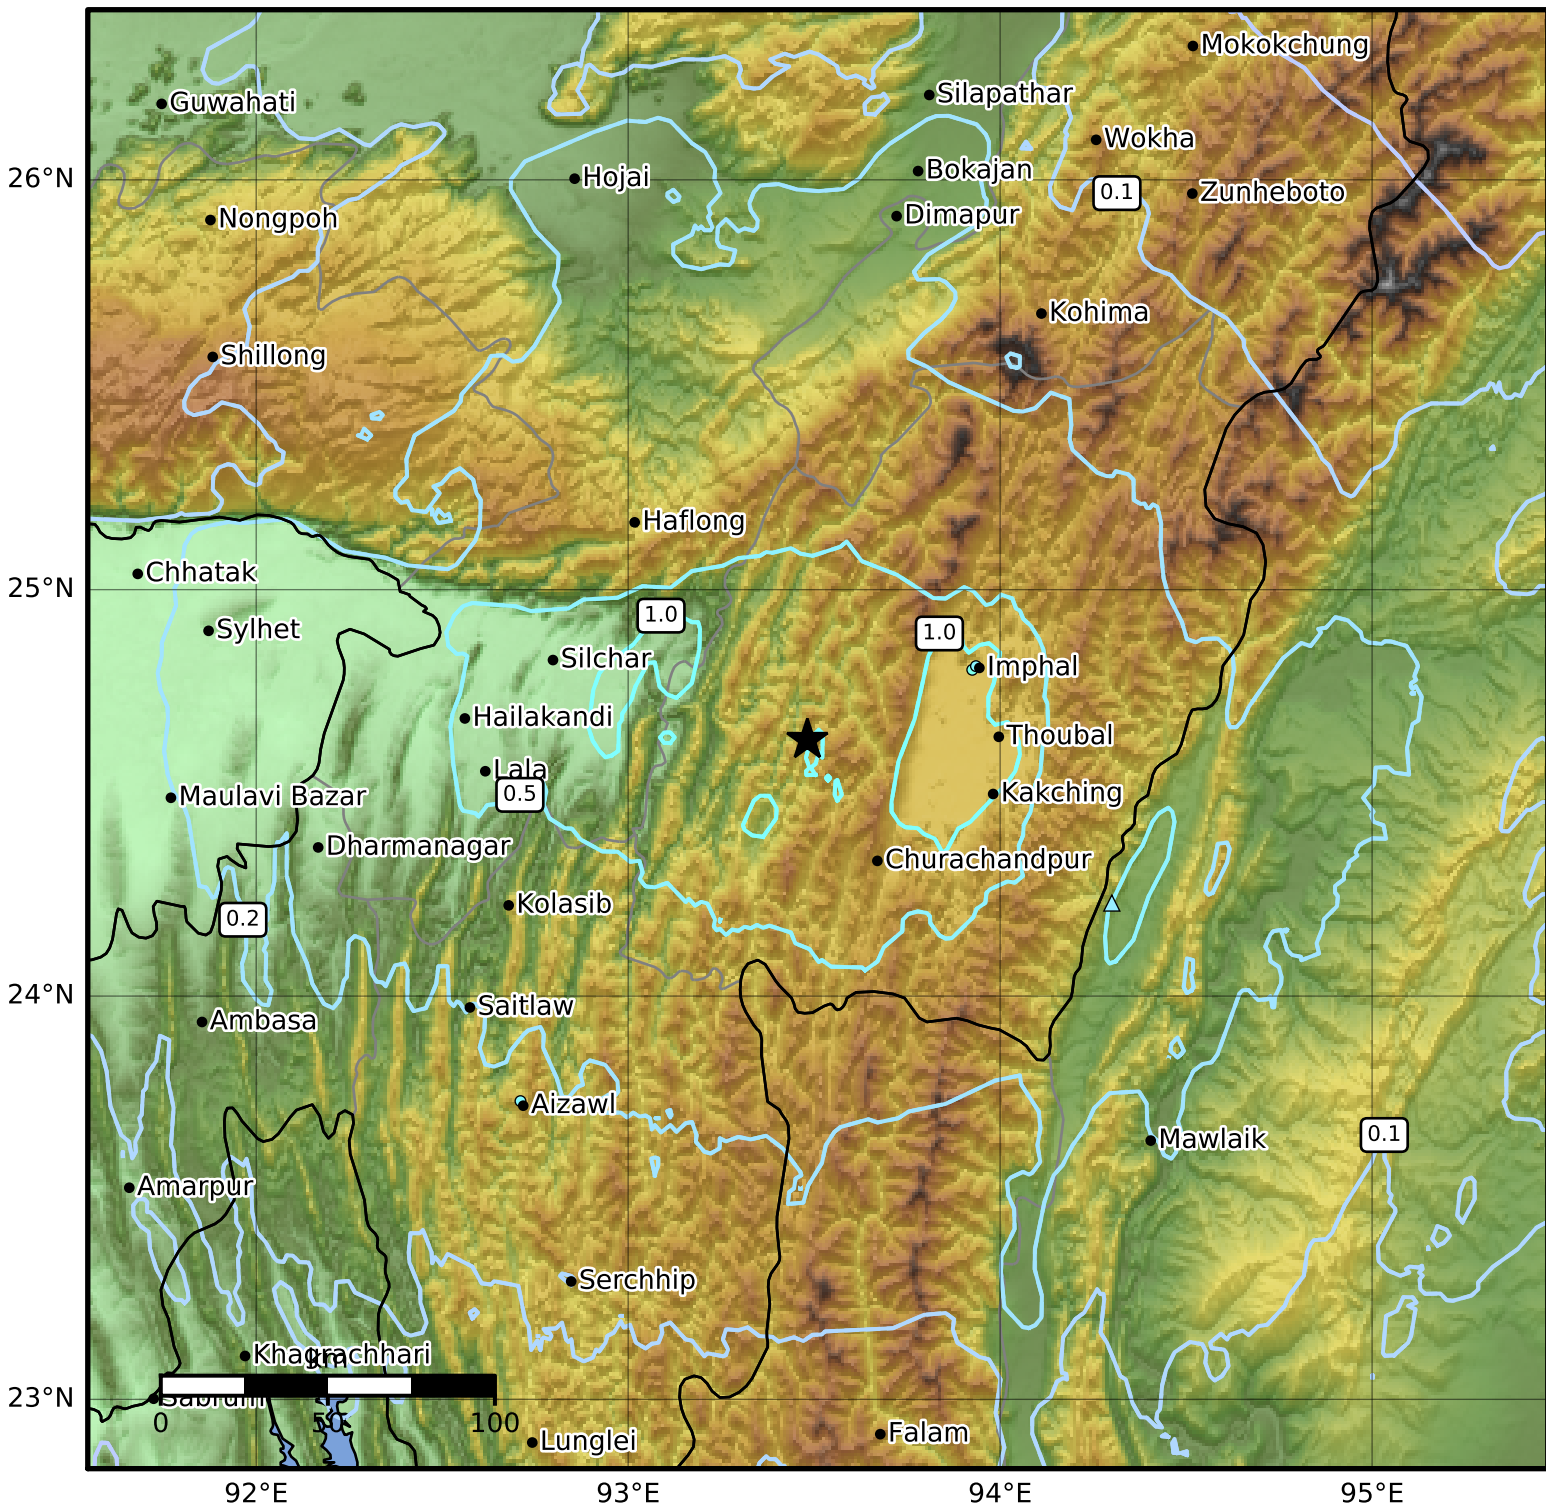 Mokokchung
Silapathar
Guwahati
Wokha
Bokajan
Hojai
26°N
0.1
Zunheboto
Dimapur
Nongpoh
Kohima
Shillong
Haflong
Chhatak
25°N
1.0
Sylhet
1.0
Silchar
Imphal
Hailakandi
Thoubal
Lala
Maulavi Bazar
0.5
Kakching
Dharmanagar
Churachandpur
Kolasib
0.2
24°N
Saitlaw
Ambasa
Aizawl
0.1
Mawlaik
Amarpur
Serchhip
Khagrachhari
km
23°N
Sabrum
0
50
100
Falam
Lunglei
92°E
93°E
94°E
95°E